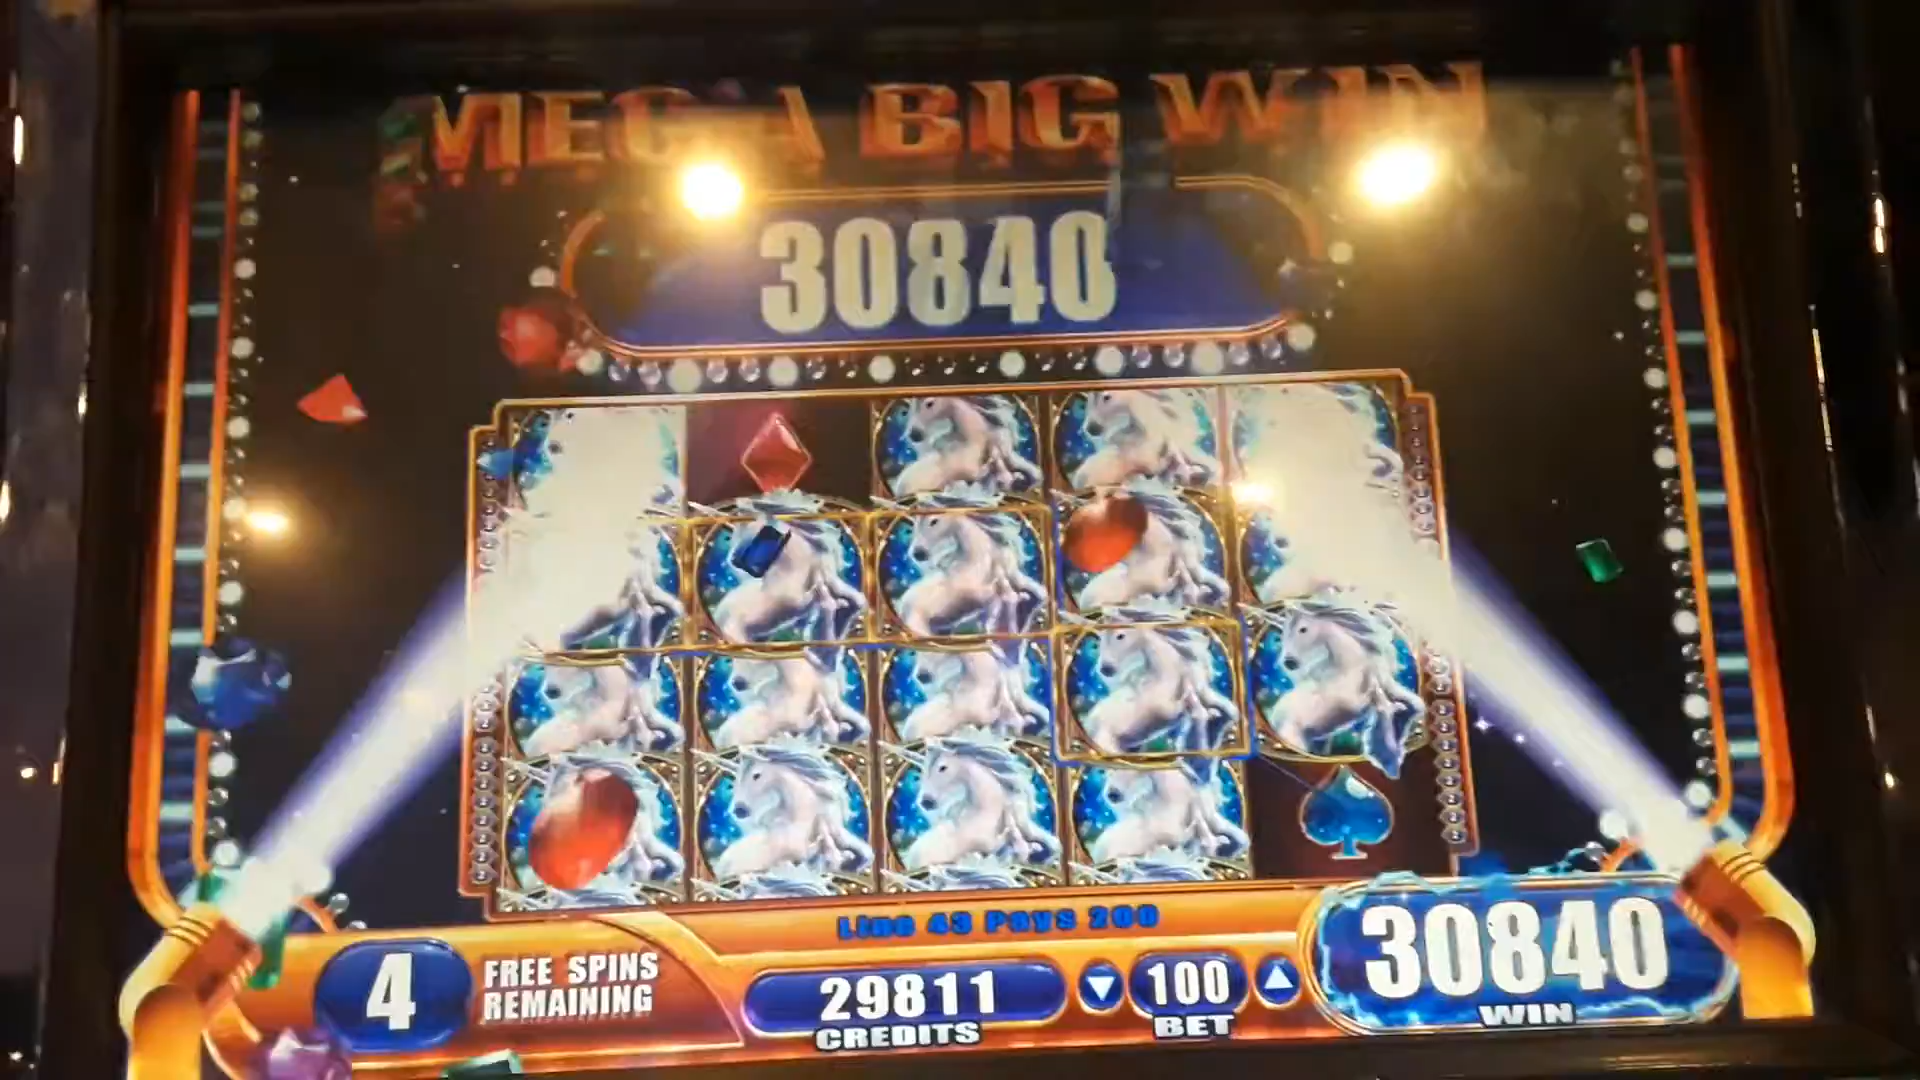 MEGA BIG WIN
30840
Line 43 Pays 200
4 FREE SPINS REMAINING
29811 CREDITS
100 BET
30840 WIN